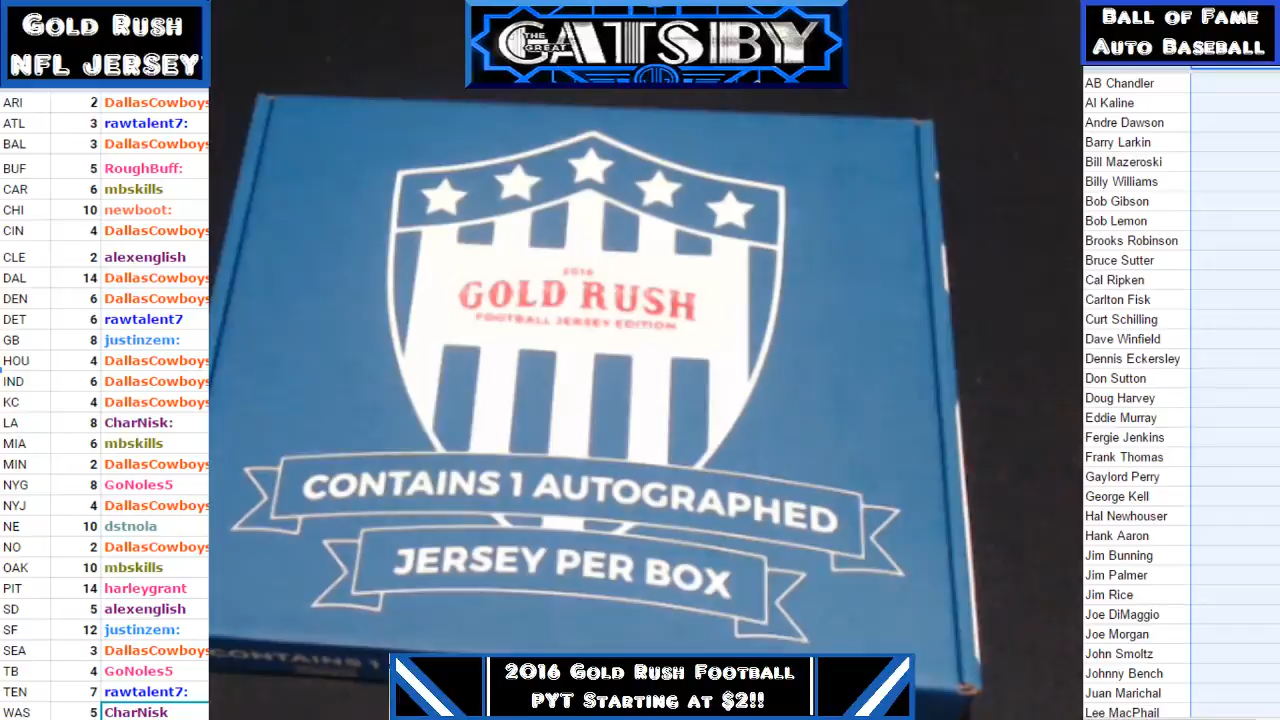 Gold Rush
NFL Jersey
ARI 2 DallasCowboys
ATL 3 rawtalent7:
BAL 3 DallasCowboys
BUF 5 RoughBuff:
CAR 6 mbskills
CHI 10 newboot:
CIN 4 DallasCowboys
CLE 2 alexenglish
DAL 14 DallasCowboys
DEN 6 DallasCowboys
DET 6 rawtalent7
GB 8 justinzem:
HOU 4 DallasCowboys
IND 6 DallasCowboys
KC 4 DallasCowboys
LA 8 CharNisk:
MIA 6 mbskills
MIN 2 DallasCowboys
NYG 8 GoNoles5
NYJ 4 DallasCowboys
NE 10 dstnola
NO 2 DallasCowboys
OAK 10 mbskills
PIT 14 harleygrant
SD 5 alexenglish
SF 12 justinzem:
SEA 3 DallasCowboys
TB 4 GoNoles5
TEN 7 rawtalent7:
WAS 5 CharNisk
THE GREAT GATSBY
2016
GOLD RUSH
FOOTBALL JERSEY EDITION
CONTAINS 1 AUTOGRAPHED
JERSEY PER BOX
CONTAINS 1
2016 Gold Rush Football
PYT Starting at $2!!
Ball of Fame
Auto Baseball
AB Chandler
Al Kaline
Andre Dawson
Barry Larkin
Bill Mazeroski
Billy Williams
Bob Gibson
Bob Lemon
Brooks Robinson
Bruce Sutter
Cal Ripken
Carlton Fisk
Curt Schilling
Dave Winfield
Dennis Eckersley
Don Sutton
Doug Harvey
Eddie Murray
Fergie Jenkins
Frank Thomas
Gaylord Perry
George Kell
Hal Newhouser
Hank Aaron
Jim Bunning
Jim Palmer
Jim Rice
Joe DiMaggio
Joe Morgan
John Smoltz
Johnny Bench
Juan Marichal
Lee MacPhail